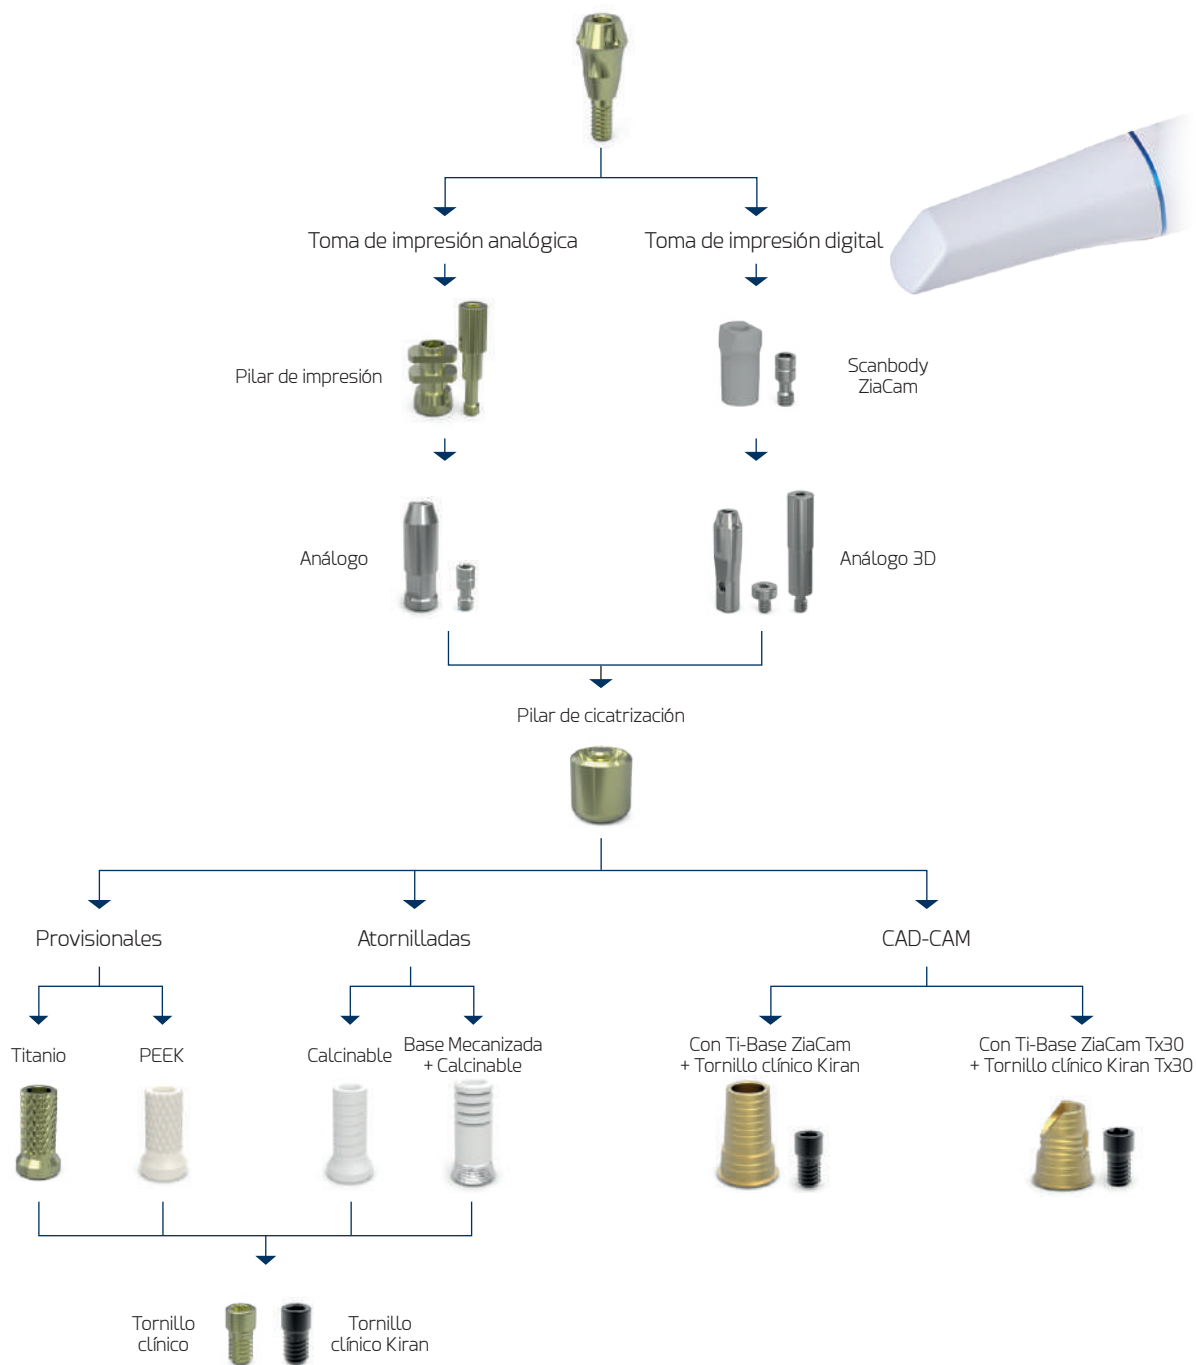 Toma de impresión analógica
Toma de impresión digital
Pilar de impresión
Scanbody
ZiaCam
Análogo
Análogo 3D
Pilar de cicatrización
Provisionales
Atornilladas
CAD-CAM
Titanio
PEEK
Calcinable
Base Mecanizada
+ Calcinable
Con Ti-Base ZiaCam
+ Tornillo clínico Kiran
Con Ti-Base ZiaCam Tx30
+ Tornillo clínico Kiran Tx30
Tornillo
clínico
Tornillo
clínico Kiran